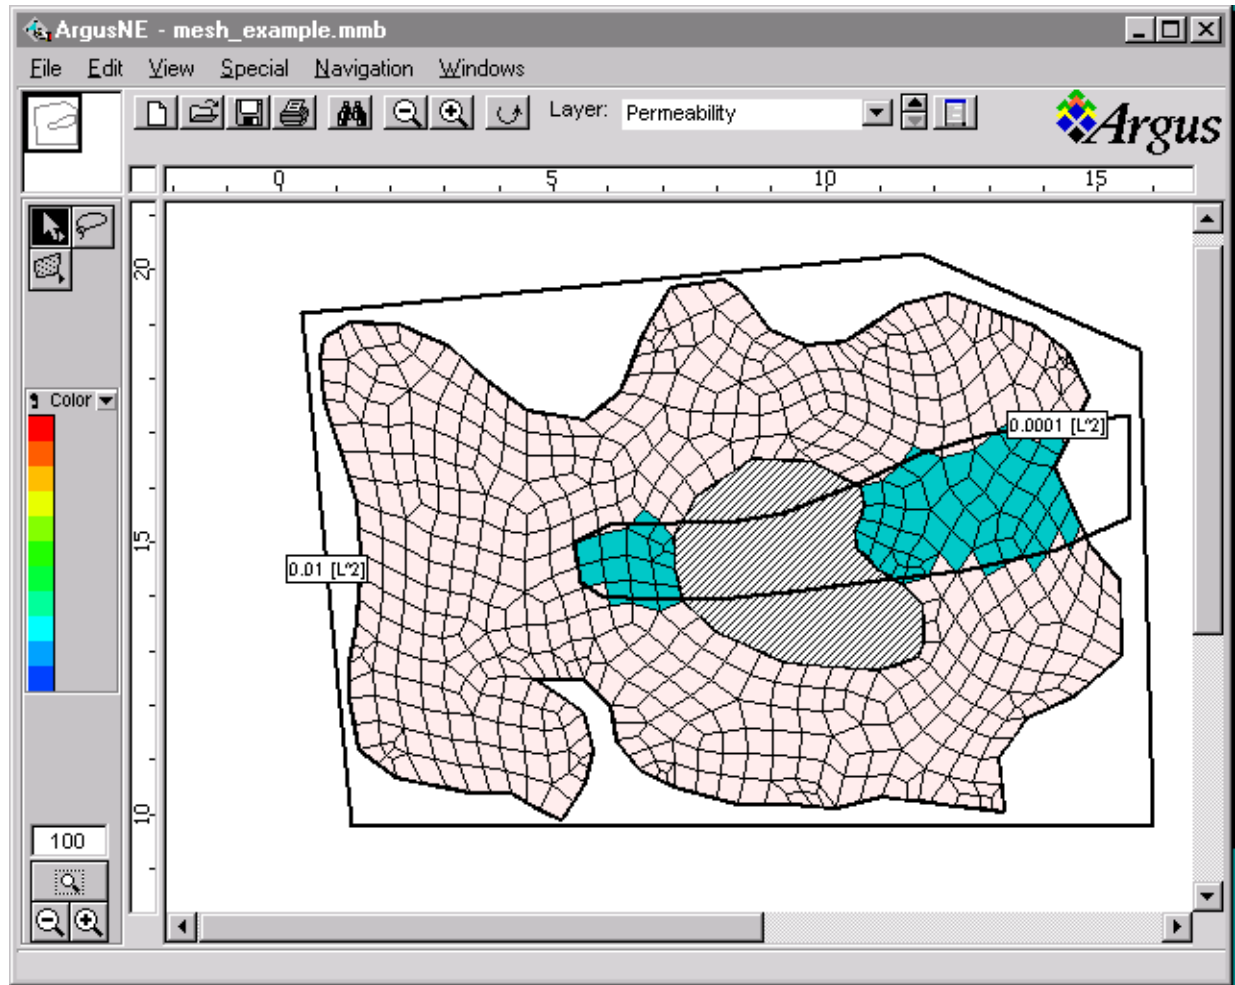 ArgusNE - mesh_example.mmb
File Edit View Special Navigation Windows
Layer: Permeability
Argus
0 5 10 15
20
0.0001 [L^2]
Color
15
0.01 [L^2]
10
100